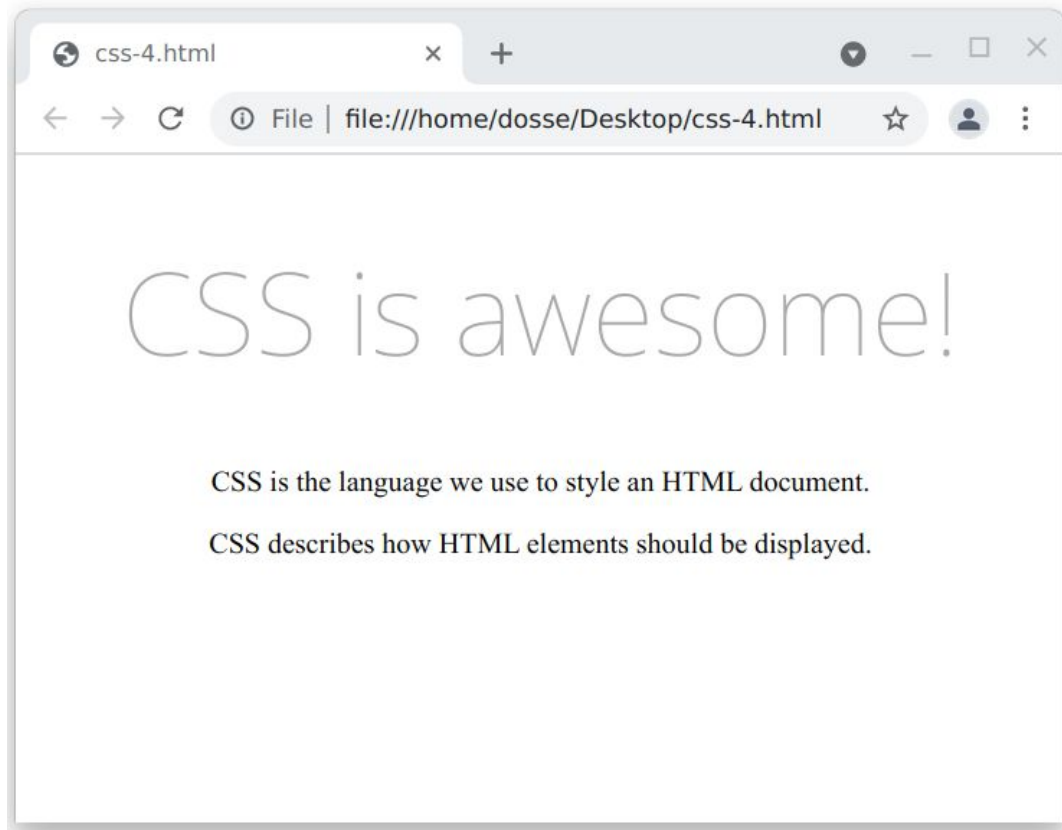 css-4.html
File | file:///home/dosse/Desktop/css-4.html
CSS is awesome!
CSS is the language we use to style an HTML document.
CSS describes how HTML elements should be displayed.